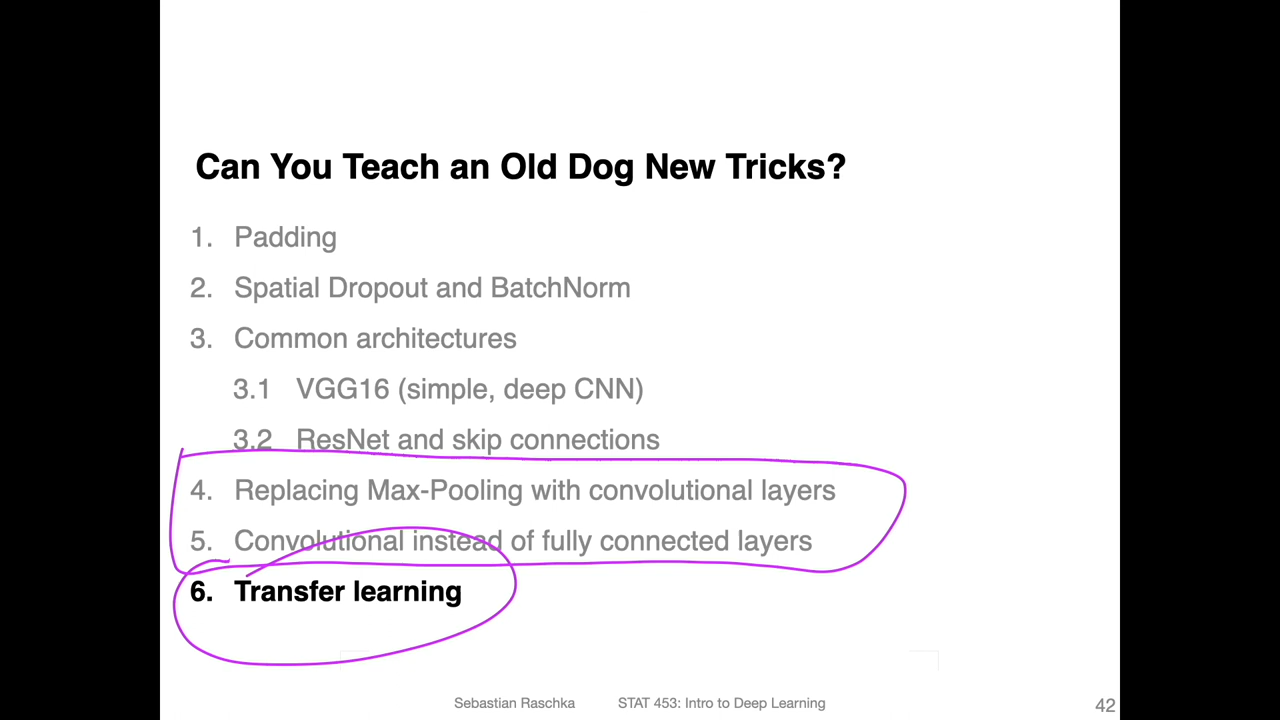 Can You Teach an Old Dog New Tricks?
1. Padding
2. Spatial Dropout and BatchNorm
3. Common architectures
3.1 VGG16 (simple, deep CNN)
3.2 ResNet and skip connections
4. Replacing Max-Pooling with convolutional layers
5. Convolutional instead of fully connected layers
6. Transfer learning
Sebastian Raschka STAT 453: Intro to Deep Learning 42